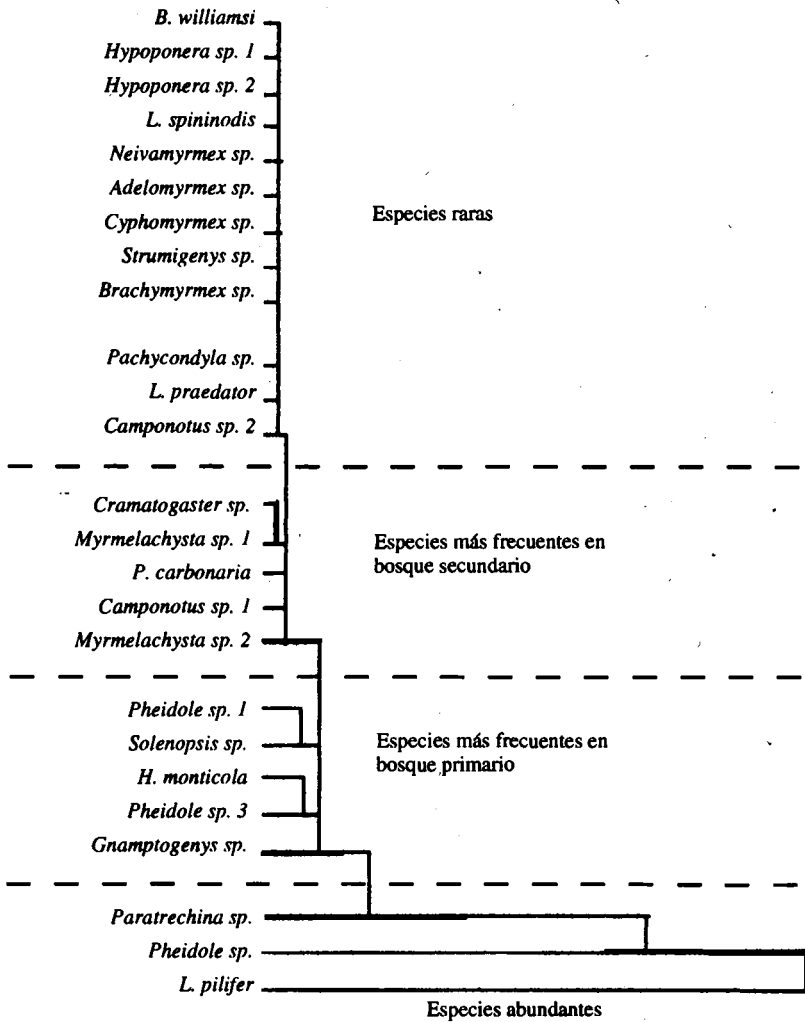 B. williamsi
Hypoponera sp. 1
Hypoponera sp. 2
L. spininodis
Neivamyrmex sp.
Adelomyrmex sp.
Cyphomyrmex sp.
Especies raras
Strumigenys sp.
Brachymyrmex sp.
Pachycondyla sp.
L. praedator
Camponotus sp. 2
Cramatogaster sp.
Myrmelachysta sp. 1
Especies más frecuentes en
bosque secundario
P. carbonaria
Camponotus sp. 1
Myrmelachysta sp. 2
Pheidole sp. 1
Solenopsis sp.
Especies más frecuentes en
bosque primario
H. monticola
Pheidole sp. 3
Gnamptogenys sp.
Paratrechina sp.
Pheidole sp.
L. pilifer
Especies abundantes